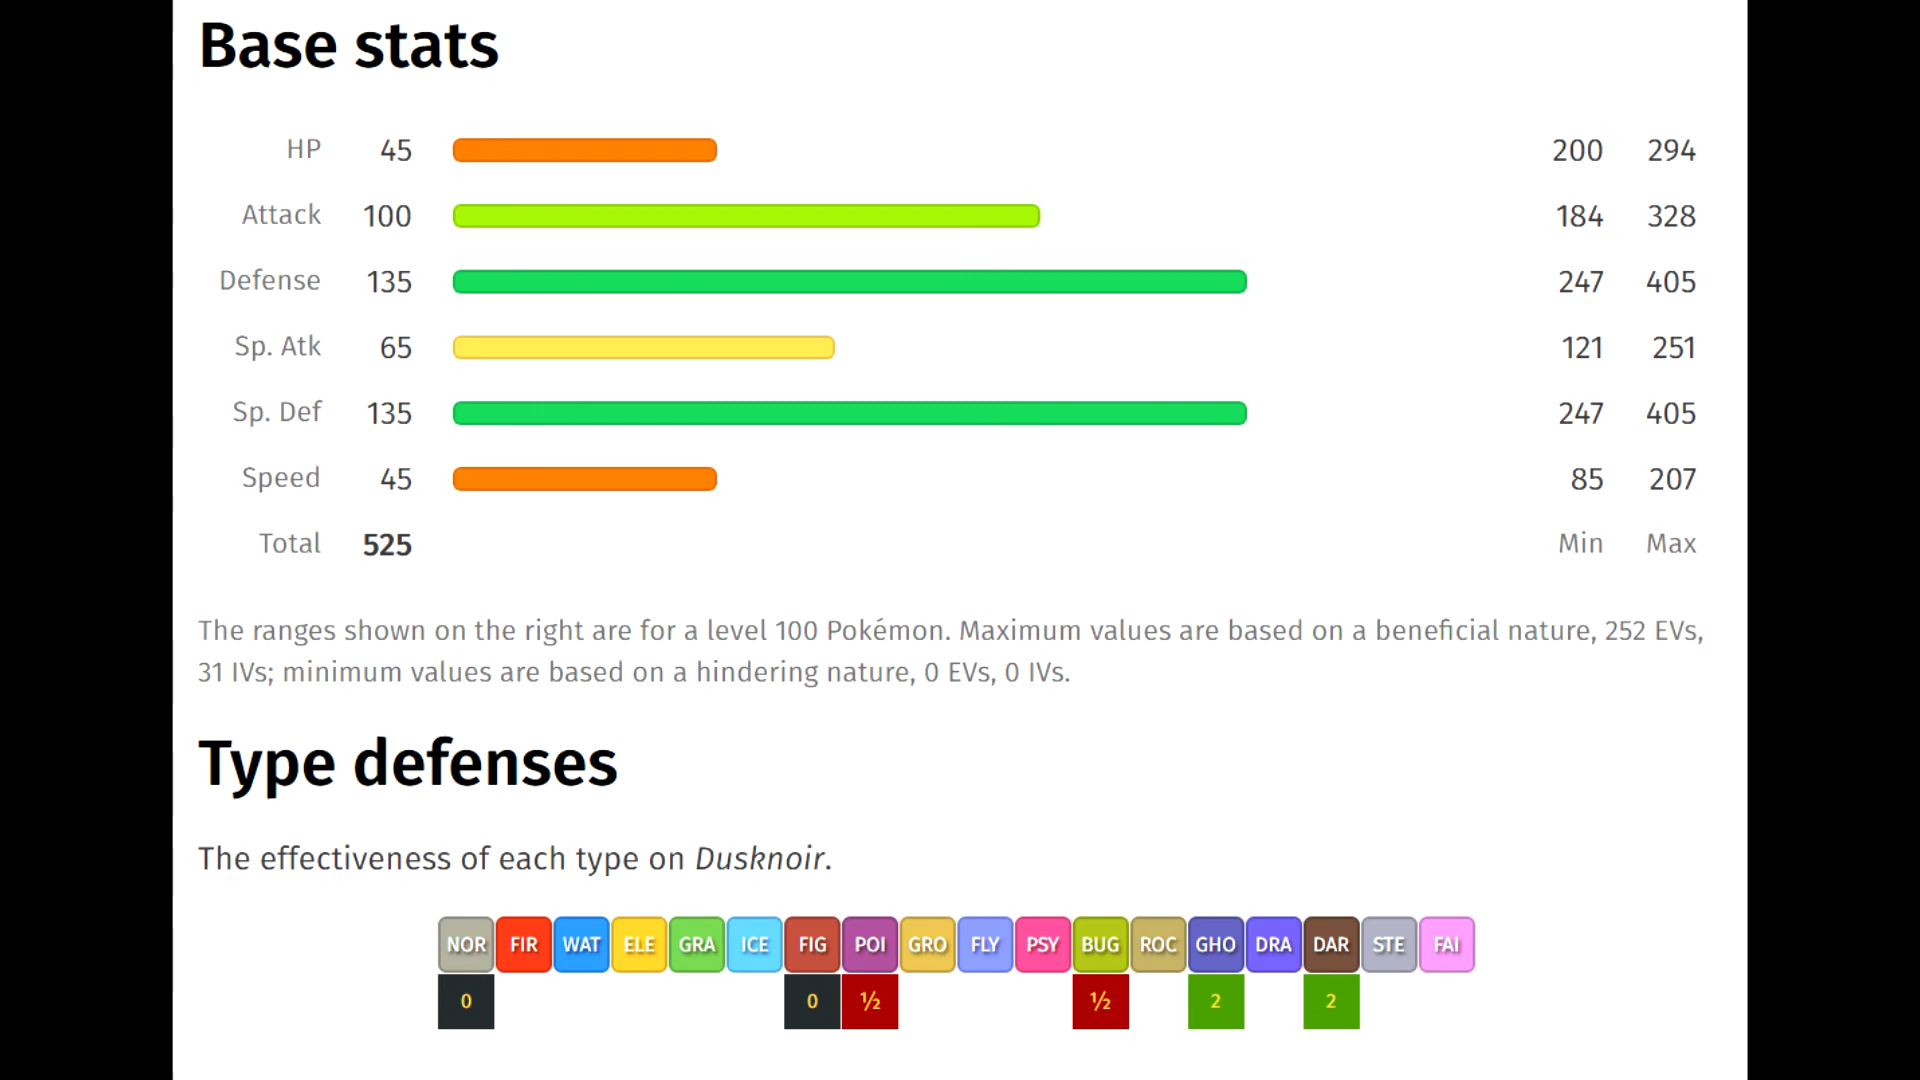 Base stats
HP 45 200 294
Attack 100 184 328
Defense 135 247 405
Sp. Atk 65 121 251
Sp. Def 135 247 405
Speed 45 85 207
Total 525 Min Max
The ranges shown on the right are for a level 100 Pokémon. Maximum values are based on a beneficial nature, 252 EVs,
31 IVs; minimum values are based on a hindering nature, 0 EVs, 0 IVs.
Type defenses
The effectiveness of each type on Dusknoir.
NOR FIR WAT ELE GRA ICE FIG POI GRO FLY PSY BUG ROC GHO DRA DAR STE FAI
0 0 ½ ½ 2 2